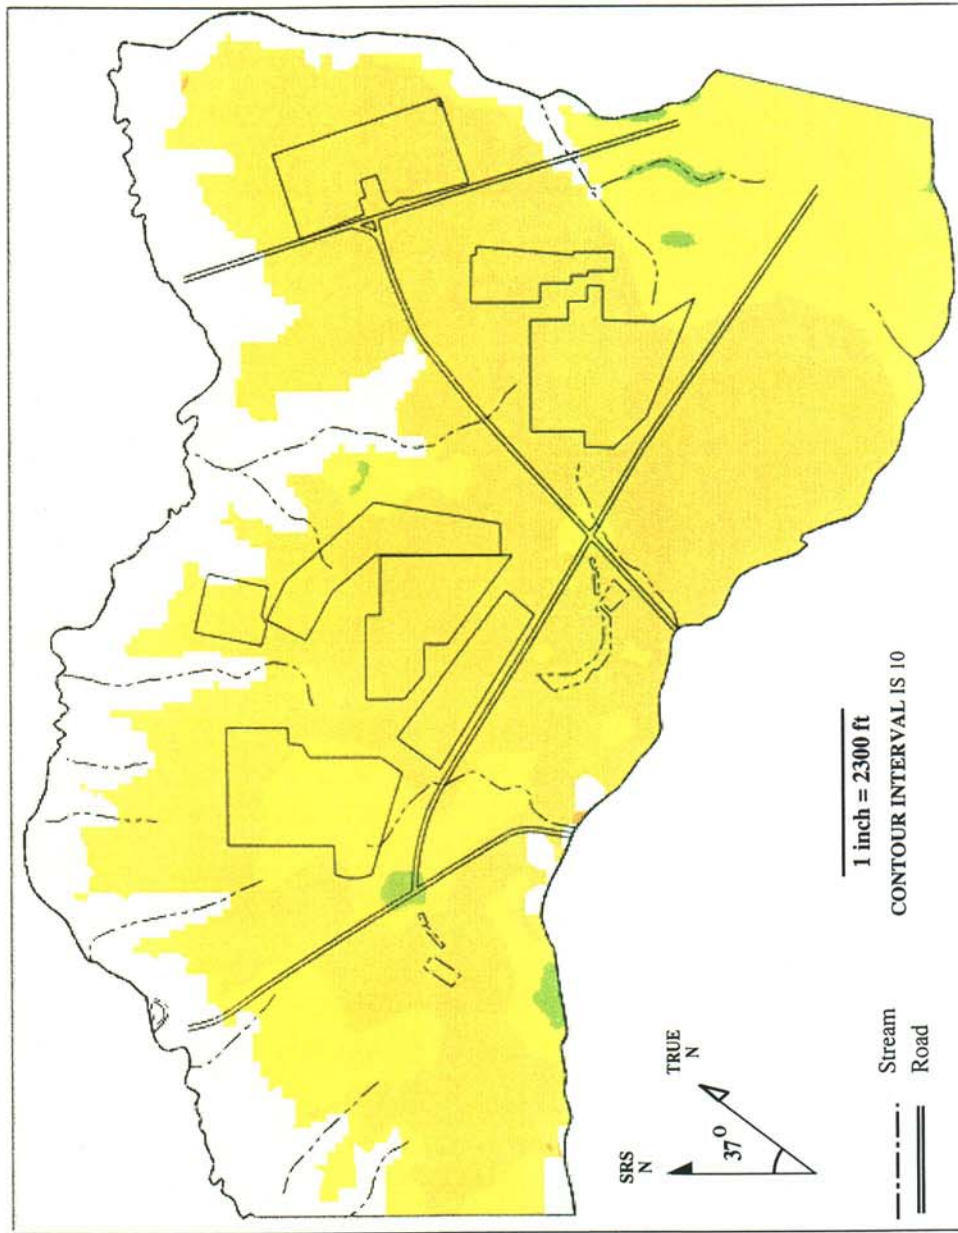 SRS
N
TRUE
N
37°
Stream
Road
1 inch = 2300 ft
CONTOUR INTERVAL IS 10